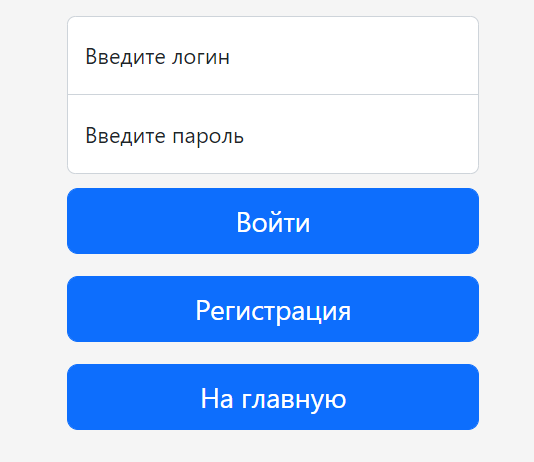 Введите логин
Введите пароль
Войти
Регистрация
На главную